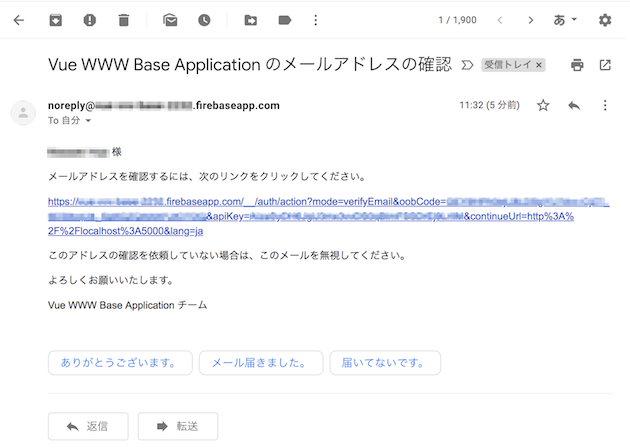 1 / 1,900
あ
Vue WWW Base Application のメールアドレスの確認
受信トレイ ×
noreply@ .firebaseapp.com
11:32 (5 分前)
To 自分
様
メールアドレスを確認するには、次のリンクをクリックしてください。
https:// .firebaseapp.com/__/auth/action?mode=verifyEmail&oobCode=
&apiKey= &continueUrl=http%3A%
2F%2Flocalhost%3A5000&lang=ja
このアドレスの確認を依頼していない場合は、このメールを無視してください。
よろしくお願いいたします。
Vue WWW Base Application チーム
ありがとうございます。
メール届きました。
届いてないです。
返信
転送